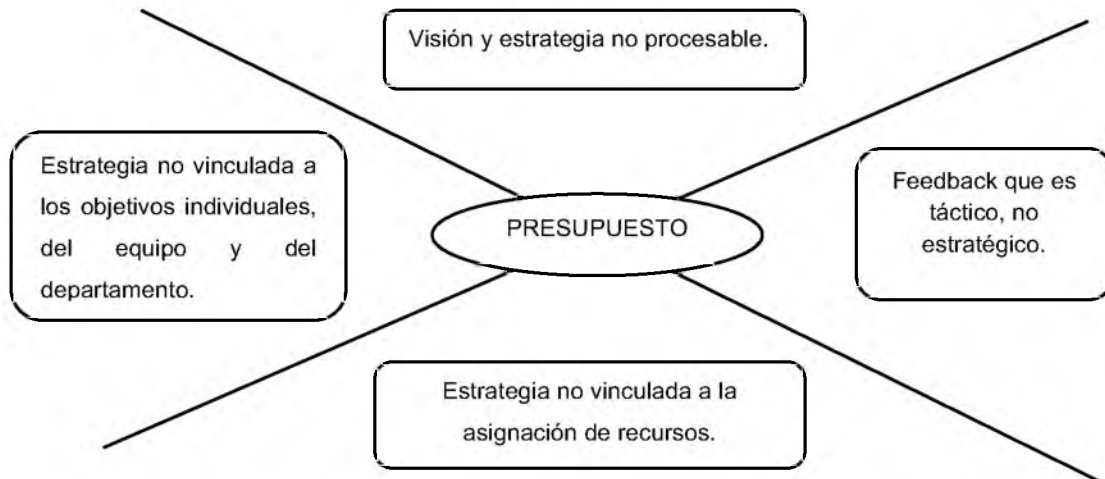 Visión y estrategia no procesable.
Estrategia no vinculada a
los objetivos individuales,
del equipo y del
departamento.
PRESUPUESTO
Feedback que es
táctico, no
estratégico.
Estrategia no vinculada a la
asignación de recursos.